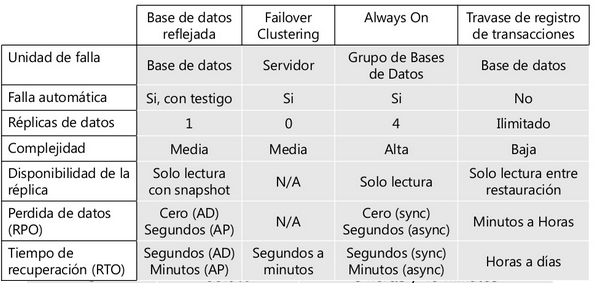 Base de datos reflejada	Failover Clustering	Always On	Travase de registro de transacciones
Unidad de falla	Base de datos	Servidor	Grupo de Bases de Datos	Base de datos
Falla automática	Si, con testigo	Si	Si	No
Réplicas de datos	1	0	4	Ilimitado
Complejidad	Media	Media	Alta	Baja
Disponibilidad de la réplica	Solo lectura con snapshot	N/A	Solo lectura	Solo lectura entre restauración
Perdida de datos (RPO)	Cero (AD) Segundos (AP)	N/A	Cero (sync) Segundos (async)	Minutos a Horas
Tiempo de recuperación (RTO)	Segundos (AD) Minutos (AP)	Segundos a minutos	Segundos (sync) Minutos (async)	Horas a días